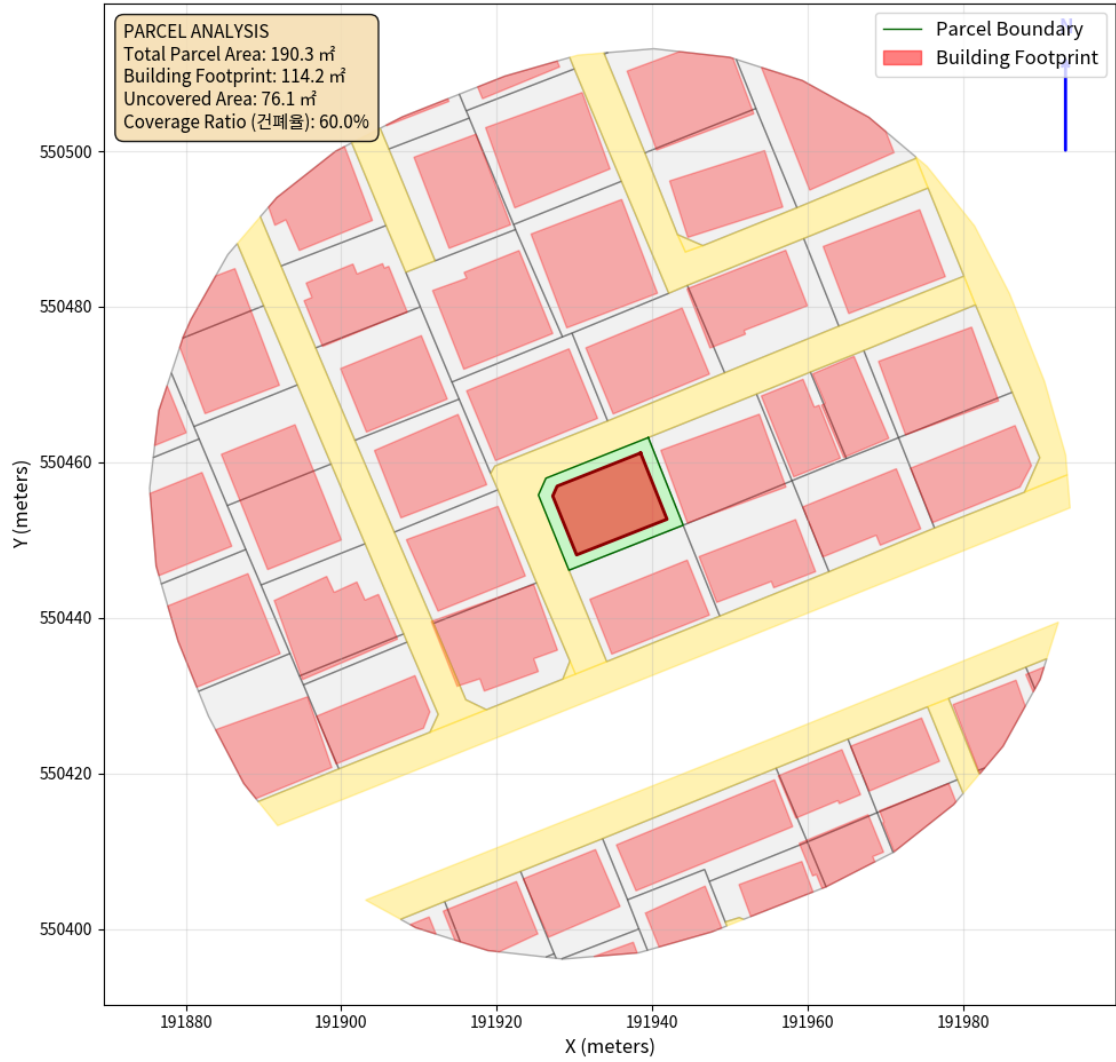 PARCEL ANALYSIS
Total Parcel Area: 190.3 ㎡
Building Footprint: 114.2 ㎡
Uncovered Area: 76.1 ㎡
Coverage Ratio (건폐율): 60.0%
N
Parcel Boundary
Building Footprint
550500
550480
550460
550440
550420
550400
Y (meters)
191880
191900
191920
191940
191960
191980
X (meters)